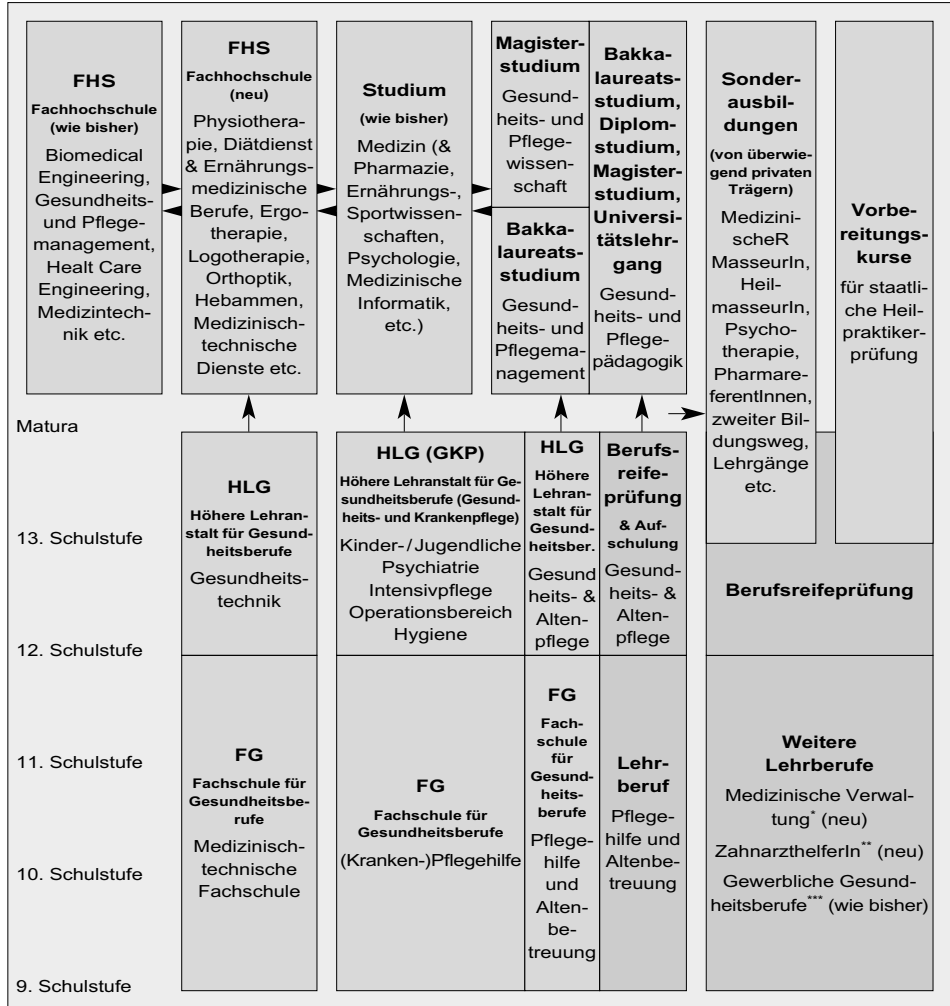 FHS
Fachhochschule
(wie bisher)
Biomedical
Engineering,
Gesundheits-
und Pflege-
management,
Healt Care
Engineering,
Medizintech-
nik etc.
FHS
Fachhochschule
(neu)
Physiothera-
pie, Diätdienst
& Ernährungs-
medizinische
Berufe, Ergo-
therapie,
Logotherapie,
Orthoptik,
Hebammen,
Medizinisch-
technische
Dienste etc.
Studium
(wie bisher)
Medizin (&
Pharmazie,
Ernährungs-,
Sportwissen-
schaften,
Psychologie,
Medizinische
Informatik,
etc.)
Magister-
studium
Gesund-
heits- und
Pflege-
wissen-
schaft
Bakka-
laureats-
studium
Gesund-
heits- und
Pflegema-
nagement
Bakka-
laureats-
studium,
Diplom-
studium,
Magister-
studium,
Universi-
tätslehr-
gang
Gesund-
heits- und
Pflege-
pädagogik
Sonder-
ausbil-
dungen
(von überwie-
gend privaten
Trägern)
Medizini-
scheR
MasseurIn,
Heil-
masseurIn,
Psycho-
therapie,
Pharmare-
ferentInnen,
zweiter Bil-
dungsweg,
Lehrgänge
etc.
Vorbe-
reitungs-
kurse
für staatli-
che Heil-
praktiker-
prüfung
Matura
HLG
Höhere Lehran-
stalt für Gesund-
heitsberufe
Gesundheits-
technik
HLG (GKP)
Höhere Lehranstalt für Ge-
sundheitsberufe (Gesund-
heits- und Krankenpflege)
Kinder-/Jugendliche
Psychiatrie
Intensivpflege
Operationsbereich
Hygiene
HLG
Höhere
Lehran-
stalt für
Gesund-
heitsber.
Gesund
heits- &
Alten-
pflege
Berufs-
reife-
prüfung
& Auf-
schulung
Gesund-
heits- &
Alten-
pflege
Berufsreifeprüfung
13. Schulstufe
12. Schulstufe
FG
Fachschule für
Gesundheitsbe-
rufe
Medizinisch-
technische
Fachschule
FG
Fachschule für
Gesundheitsberufe
(Kranken-)Pflegehilfe
FG
Fach-
schule
für
Gesund-
heits-
berufe
Pflege-
hilfe
und
Alten-
be-
treuung
Lehr-
beruf
Pflege-
hilfe und
Altenbe-
treuung
Weitere
Lehrberufe
Medizinische Verwal-
tung* (neu)
ZahnarzthelferIn** (neu)
Gewerbliche Gesund-
heitsberufe*** (wie bisher)
11. Schulstufe
10. Schulstufe
9. Schulstufe